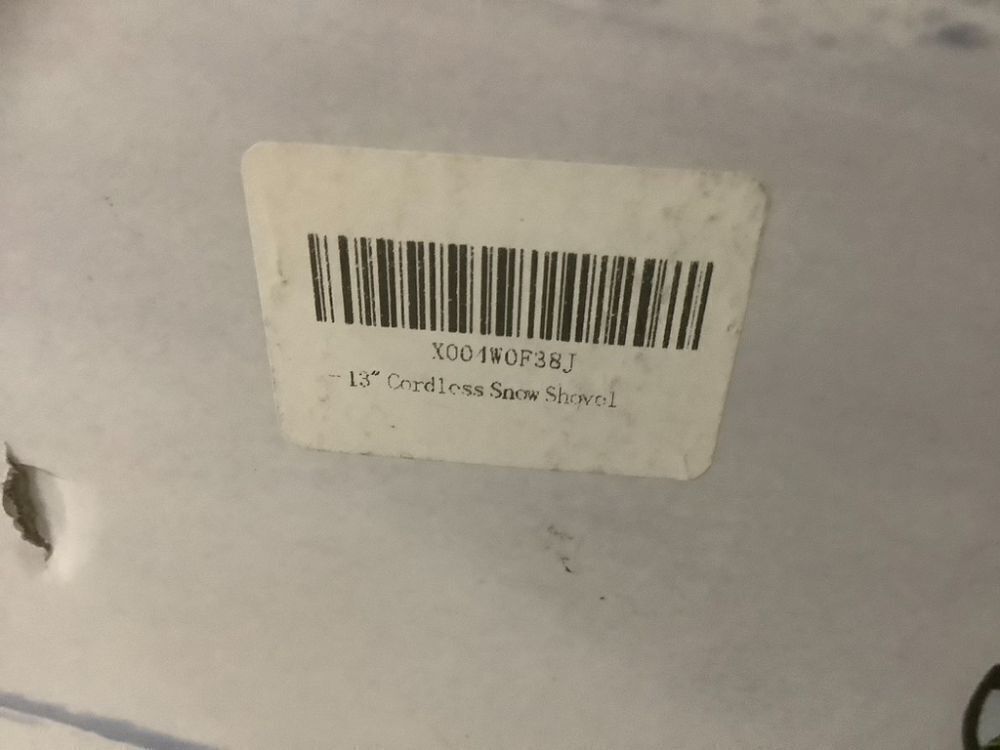 X004W0F38J
- 13" Cordless Snow Shovel